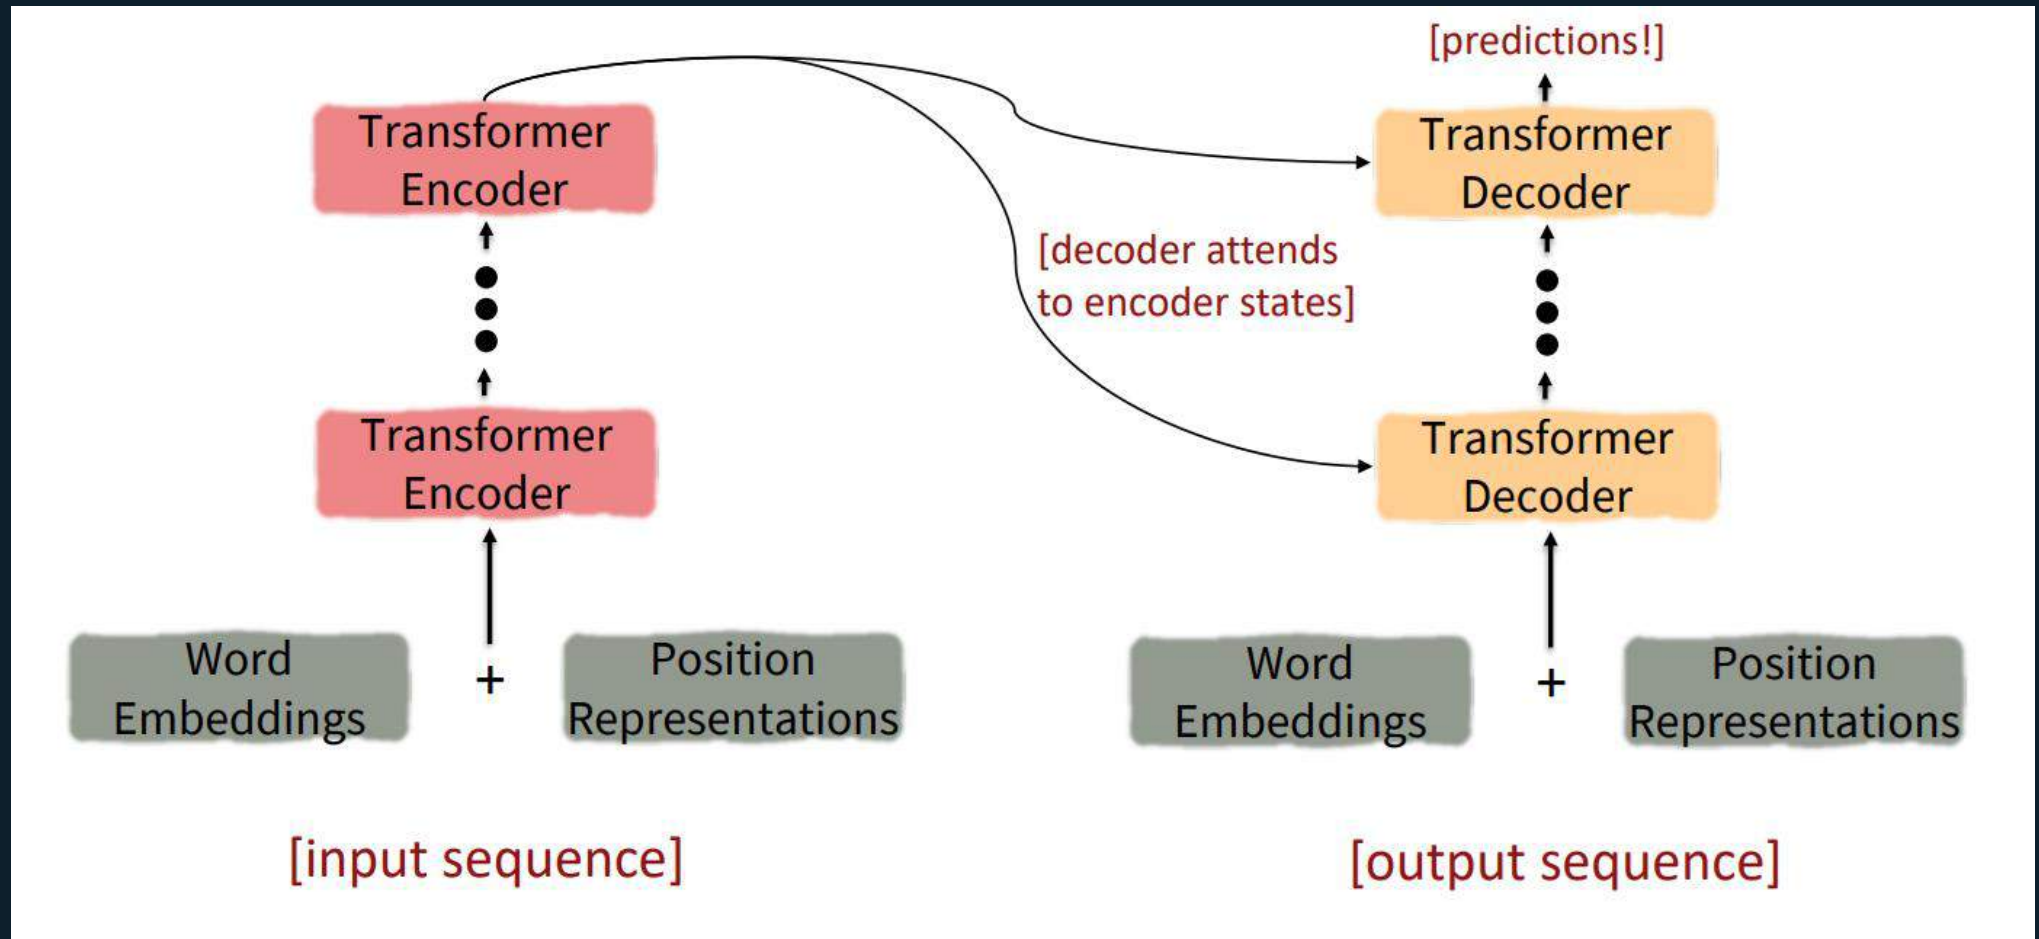 [predictions!]
Transformer
Encoder
Transformer
Decoder
[decoder attends
to encoder states]
Transformer
Encoder
Transformer
Decoder
Word
Embeddings
+
Position
Representations
Word
Embeddings
+
Position
Representations
[input sequence]
[output sequence]